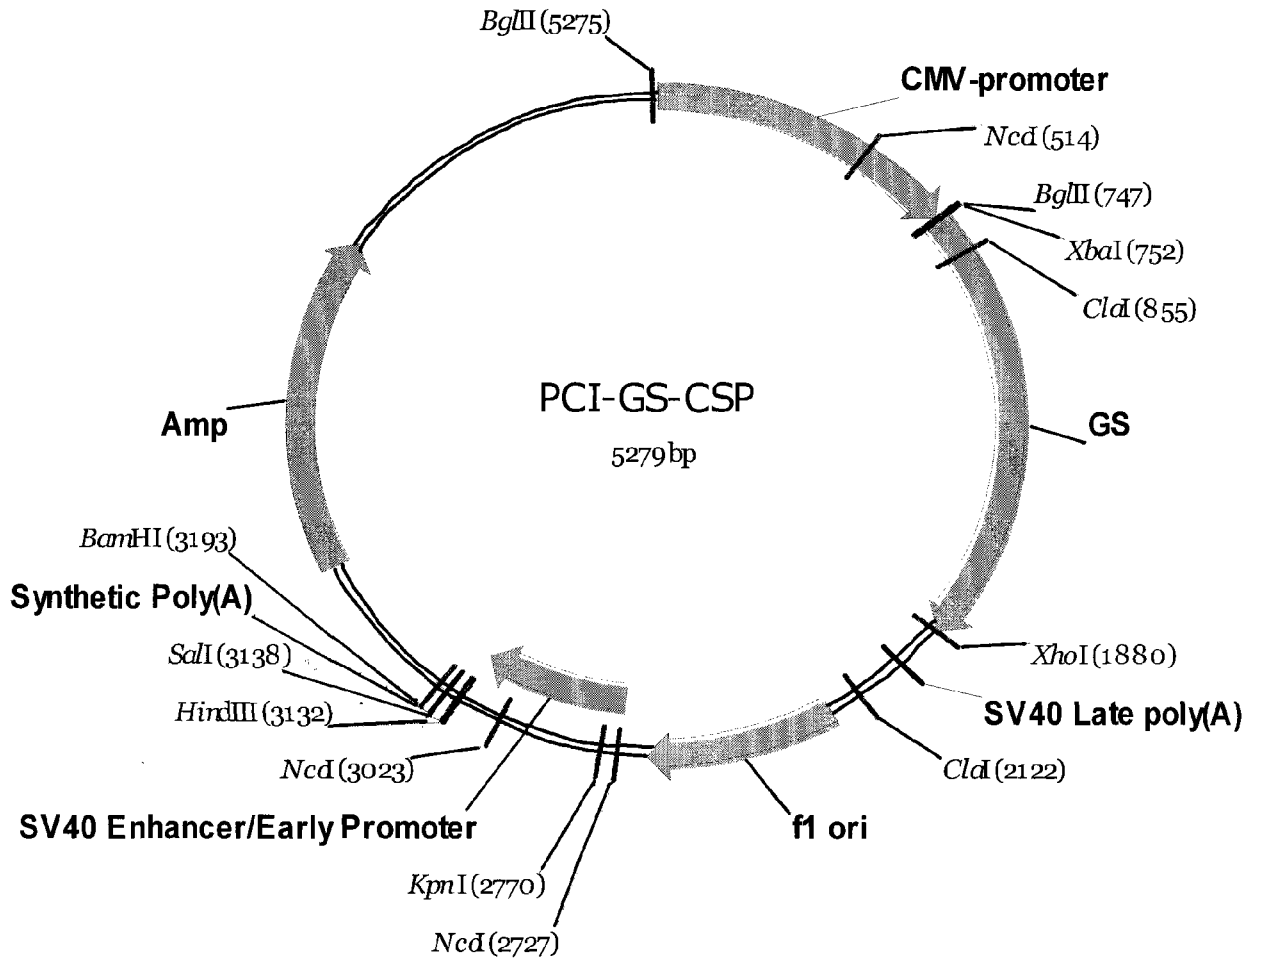 BglII (5275)
CMV-promoter
NcoI (514)
BglII (747)
XbaI (752)
ClaI (855)
PCI-GS-CSP
5279 bp
Amp
GS
BamHI (3193)
Synthetic Poly(A)
SalI (3138)
HindIII (3132)
XhoI (1880)
SV40 Late poly(A)
NcoI (3023)
ClaI (2122)
SV40 Enhancer/Early Promoter
f1 ori
KpnI (2770)
NcoI (2727)